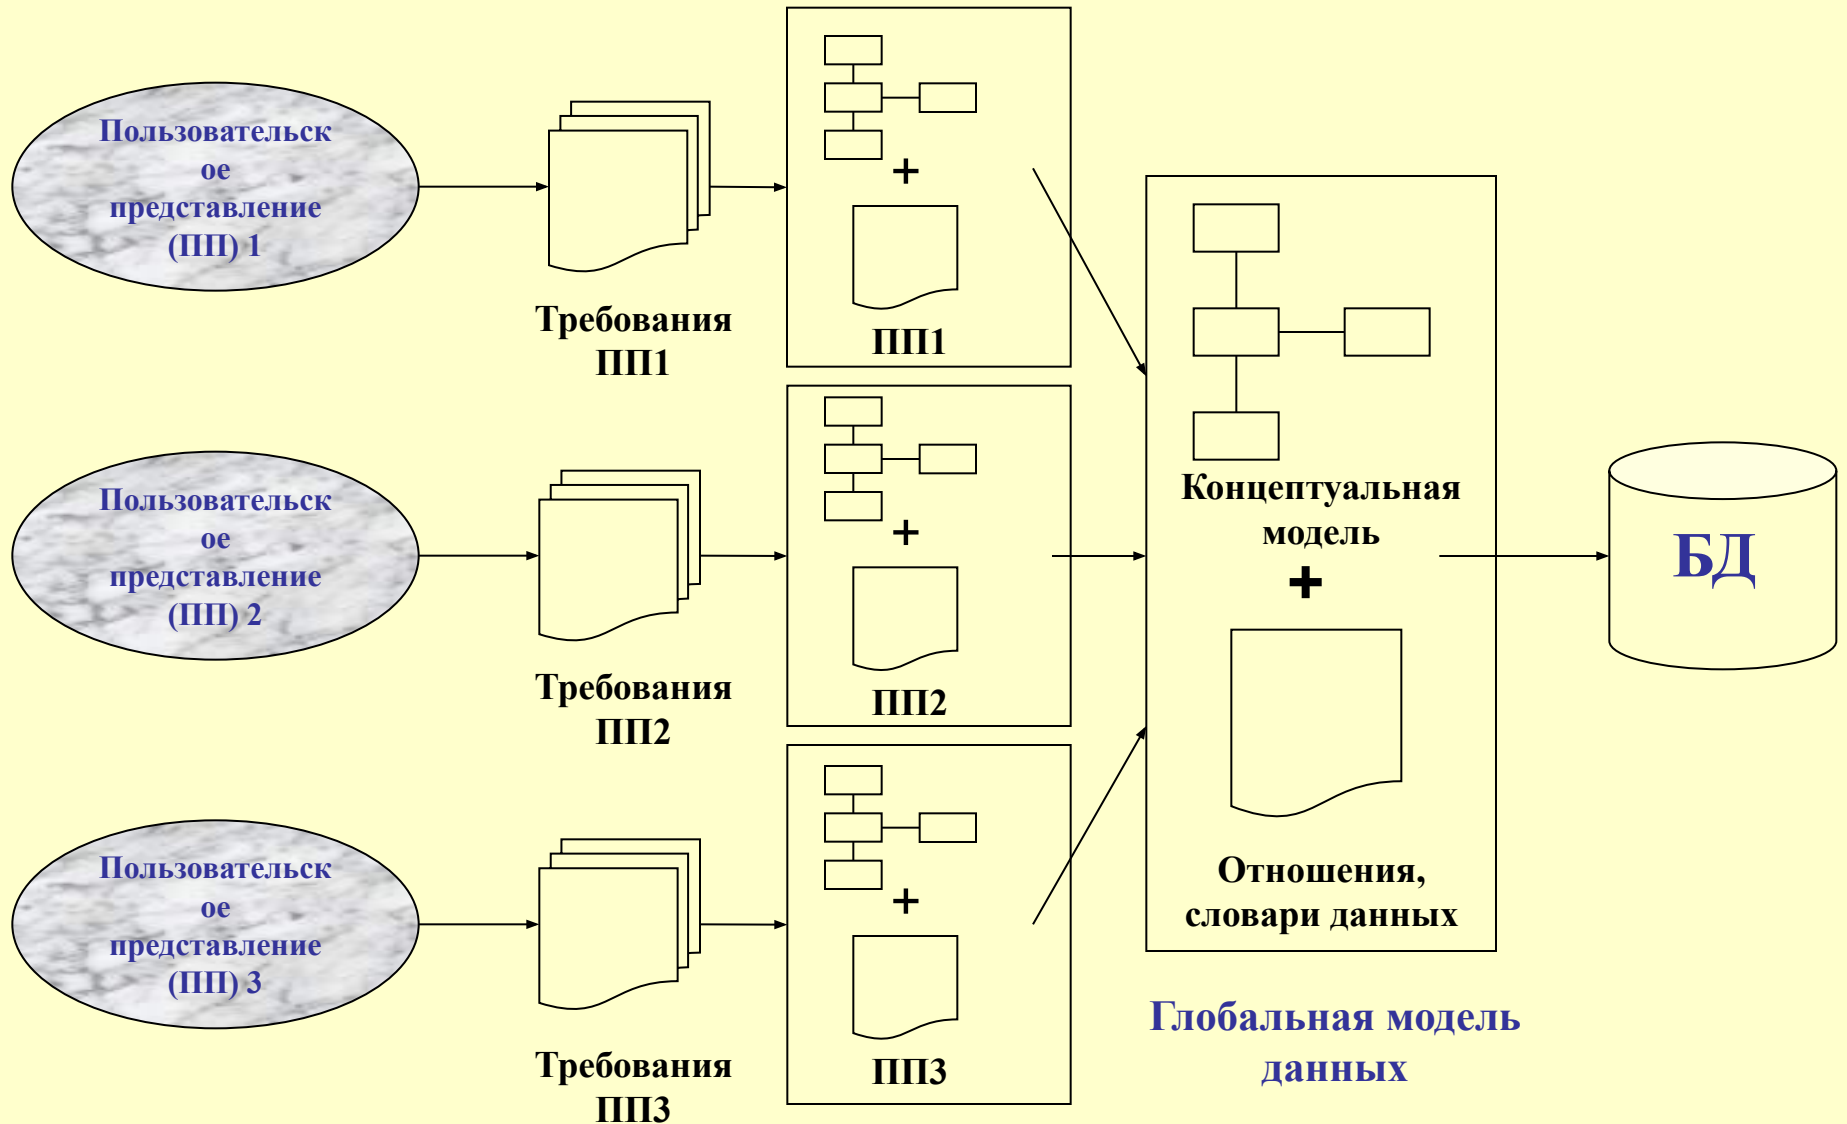 Пользовательск
ое
представление
(ПП) 1
Требования
ПП1
+
ПП1
Пользовательск
ое
представление
(ПП) 2
Требования
ПП2
+
ПП2
Пользовательск
ое
представление
(ПП) 3
Требования
ПП3
+
ПП3
Концептуальная
модель
+
Отношения,
словари данных
Глобальная модель
данных
БД